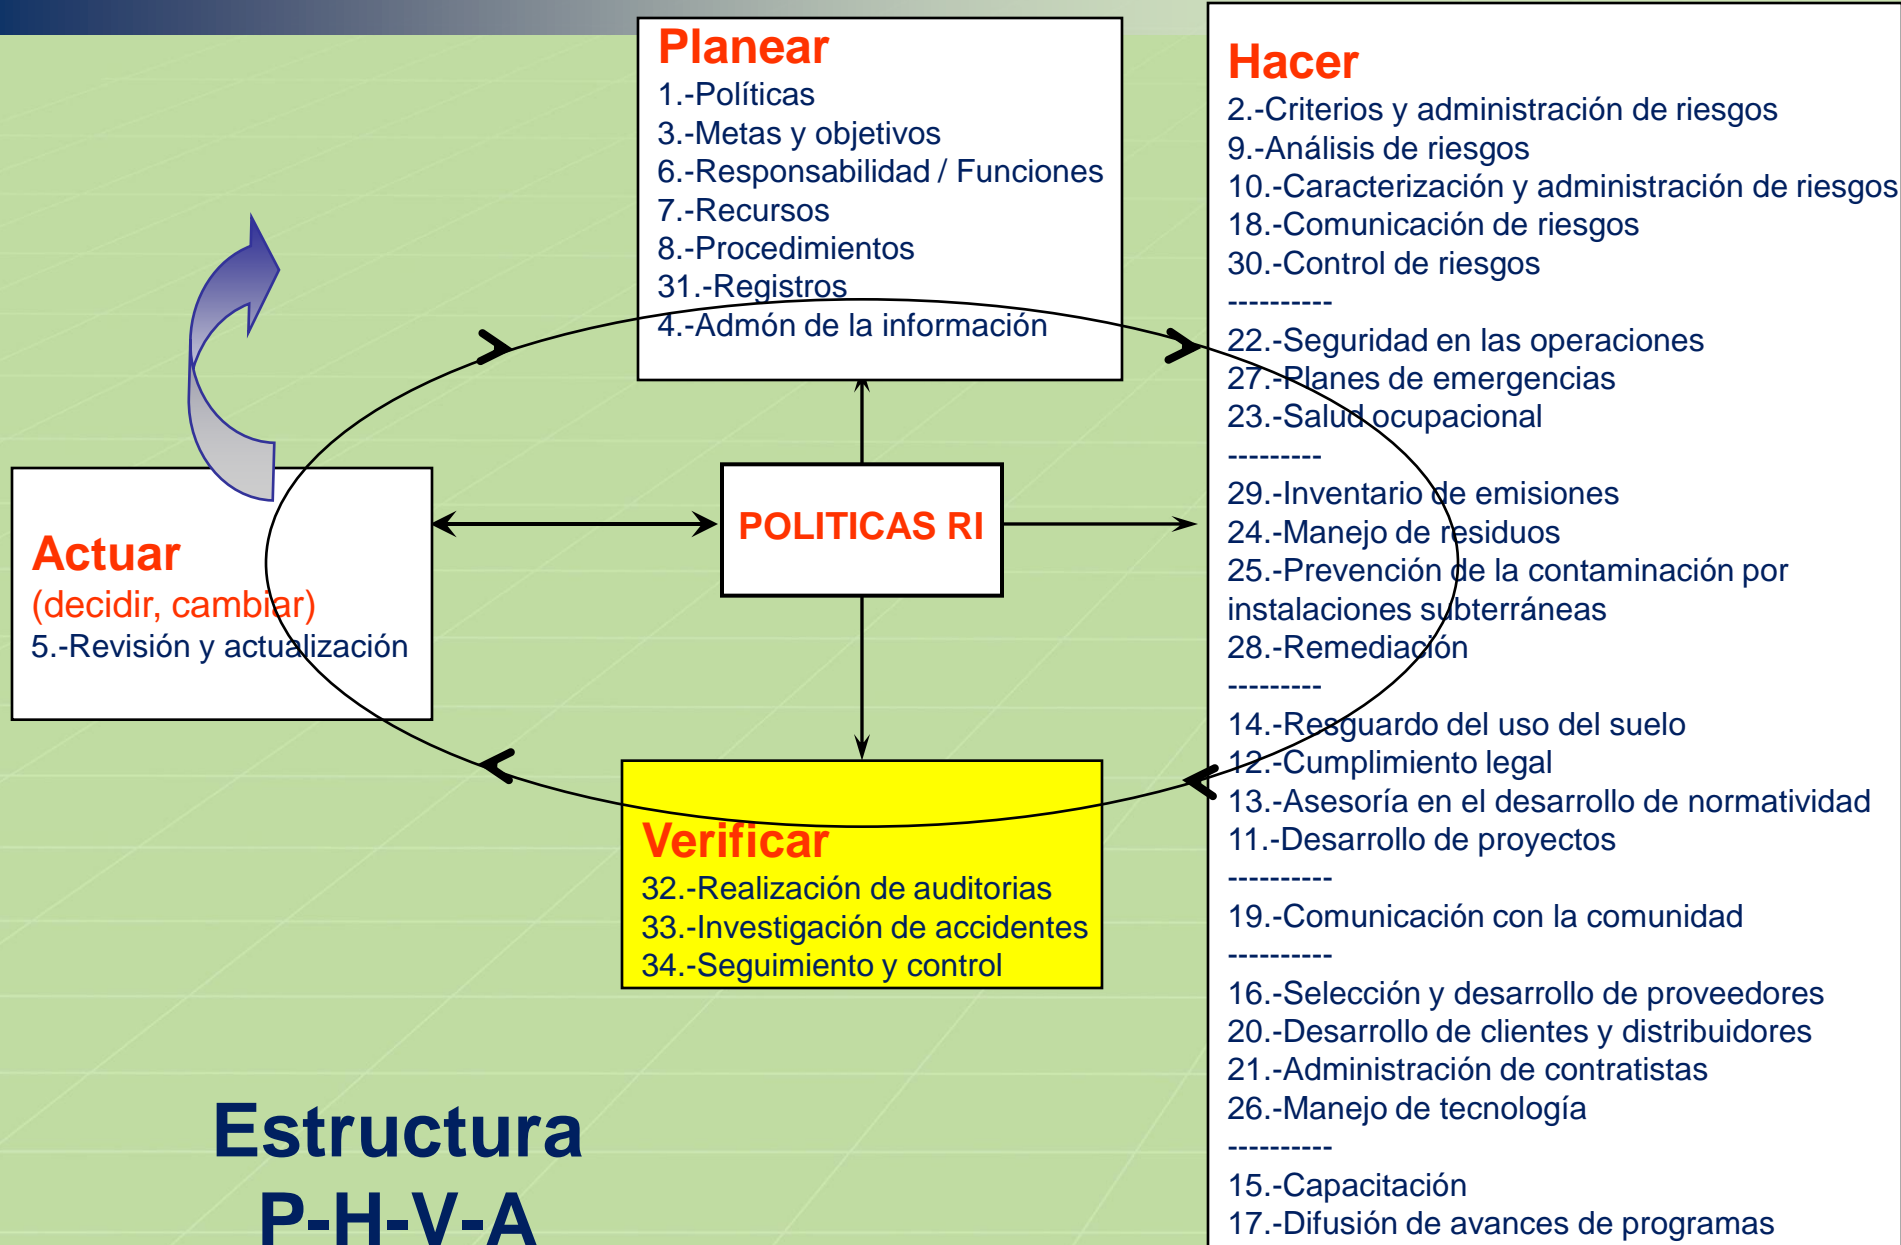 Planear
1.-Políticas
3.-Metas y objetivos
6.-Responsabilidad / Funciones
7.-Recursos
8.-Procedimientos
31.-Registros
4.-Admón de la información
Hacer
2.-Criterios y administración de riesgos
9.-Análisis de riesgos
10.-Caracterización y administración de riesgos
18.-Comunicación de riesgos
30.-Control de riesgos
----------
22.-Seguridad en las operaciones
27.-Planes de emergencias
23.-Salud ocupacional
---------
29.-Inventario de emisiones
24.-Manejo de residuos
25.-Prevención de la contaminación por
instalaciones subterráneas
28.-Remediación
---------
14.-Resguardo del uso del suelo
12.-Cumplimiento legal
13.-Asesoría en el desarrollo de normatividad
11.-Desarrollo de proyectos
----------
19.-Comunicación con la comunidad
----------
16.-Selección y desarrollo de proveedores
20.-Desarrollo de clientes y distribuidores
21.-Administración de contratistas
26.-Manejo de tecnología
----------
15.-Capacitación
17.-Difusión de avances de programas
POLITICAS RI
Actuar
(decidir, cambiar)
5.-Revisión y actualización
Verificar
32.-Realización de auditorias
33.-Investigación de accidentes
34.-Seguimiento y control
Estructura
P-H-V-A